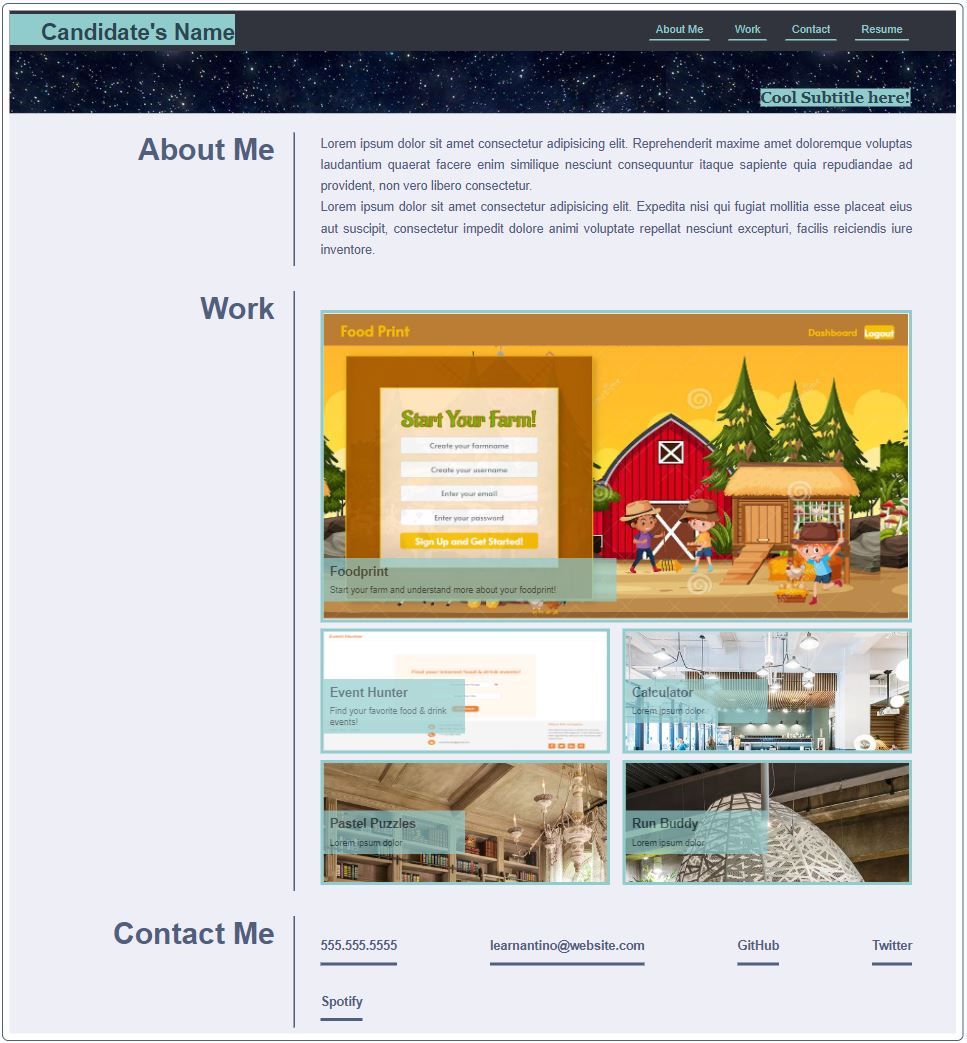 Candidate's Name
About Me
Work
Contact
Resume
Cool Subtitle here!
About Me
Lorem ipsum dolor sit amet consectetur adipisicing elit. Reprehenderit maxime amet doloremque voluptas
laudantium quaerat facere enim similique nesciunt consequuntur itaque sapiente quia repudiandae ad
provident, non vero libero consectetur.
Lorem ipsum dolor sit amet consectetur adipisicing elit. Expedita nisi qui fugiat mollitia esse placeat eius
aut suscipit, consectetur impedit dolore animi voluptate repellat nesciunt excepturi, facilis reiciendis iure
inventore.
Work
Food Print
Dashboard
Logout
Start Your Farm!
Create your farmname
Create your username
Enter your email
Enter your password
Sign Up and Get Started!
Foodprint
Start your farm and understand more about your foodprint!
Event Hunter
Find your favorite food & drink
events!
Find your interest food & drink events!
Calculator
Lorem ipsum dolor
Pastel Puzzles
Lorem ipsum dolor
Run Buddy
Lorem ipsum dolor
Contact Me
555.555.5555
learnantino@website.com
GitHub
Twitter
Spotify